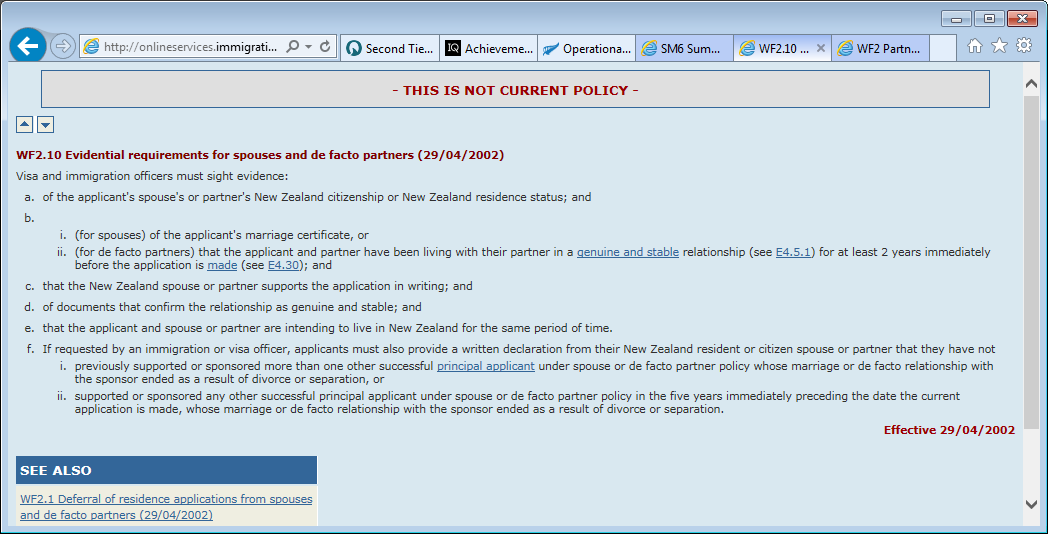 http://onlineservices.immigrati...
Second Tie...
Achieveme...
Operationa...
SM6 Sum...
WF2.10 ...
WF2 Partn...
- THIS IS NOT CURRENT POLICY -
WF2.10 Evidential requirements for spouses and de facto partners (29/04/2002)
Visa and immigration officers must sight evidence:
a. of the applicant's spouse's or partner's New Zealand citizenship or New Zealand residence status; and
b.
i. (for spouses) of the applicant's marriage certificate, or
ii. (for de facto partners) that the applicant and partner have been living with their partner in a genuine and stable relationship (see E4.5.1) for at least 2 years immediately
before the application is made (see E4.30); and
c. that the New Zealand spouse or partner supports the application in writing; and
d. of documents that confirm the relationship as genuine and stable; and
e. that the applicant and spouse or partner are intending to live in New Zealand for the same period of time.
f. If requested by an immigration or visa officer, applicants must also provide a written declaration from their New Zealand resident or citizen spouse or partner that they have not
i. previously supported or sponsored more than one other successful principal applicant under spouse or de facto partner policy whose marriage or de facto relationship with
the sponsor ended as a result of divorce or separation, or
ii. supported or sponsored any other successful principal applicant under spouse or de facto partner policy in the five years immediately preceding the date the current
application is made, whose marriage or de facto relationship with the sponsor ended as a result of divorce or separation.
Effective 29/04/2002
SEE ALSO
WF2.1 Deferral of residence applications from spouses
and de facto partners (29/04/2002)